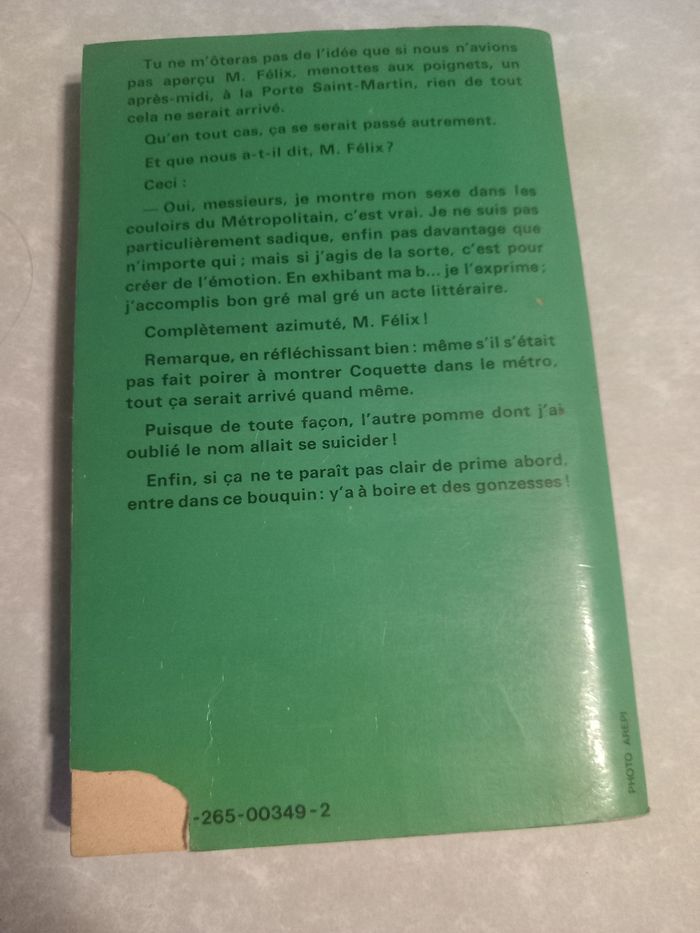 Tu ne m'ôteras pas de l'idée que si nous n'avions
pas aperçu M. Félix, menottes aux poignets, un
après-midi, à la Porte Saint-Martin, rien de tout
cela ne serait arrivé.
Qu'en tout cas, ça se serait passé autrement.
Et que nous a-t-il dit, M. Félix ?
Ceci :
— Oui, messieurs, je montre mon sexe dans les
couloirs du Métropolitain, c'est vrai. Je ne suis pas
particulièrement sadique, enfin pas davantage que
n'importe qui ; mais si j'agis de la sorte, c'est pour
créer de l'émotion. En exhibant ma b... je l'exprime ;
j'accomplis bon gré mal gré un acte littéraire.
Complètement azimuté, M. Félix !
Remarque, en réfléchissant bien : même s'il s'était
pas fait poirer à montrer Coquette dans le métro,
tout ça serait arrivé quand même.
Puisque de toute façon, l'autre pomme dont j'ai
oublié le nom allait se suicider !
Enfin, si ça ne te paraît pas clair de prime abord,
entre dans ce bouquin : y'a à boire et des gonzesses !
-265-00349-2
PHOTO AREPI